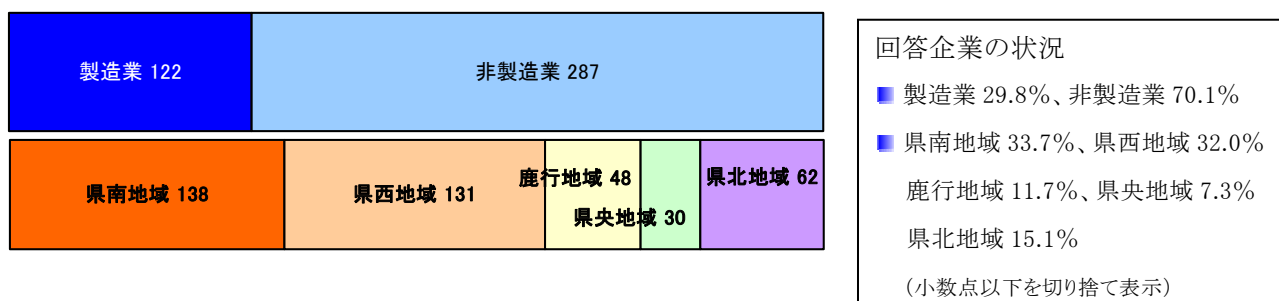 製造業 122
非製造業 287
県南地域 138
県西地域 131
鹿行地域 48
県央地域 30
県北地域 62
回答企業の状況
製造業 29.8%、非製造業 70.1%
県南地域 33.7%、県西地域 32.0%
鹿行地域 11.7%、県央地域 7.3%
県北地域 15.1%
(小数点以下を切り捨て表示)